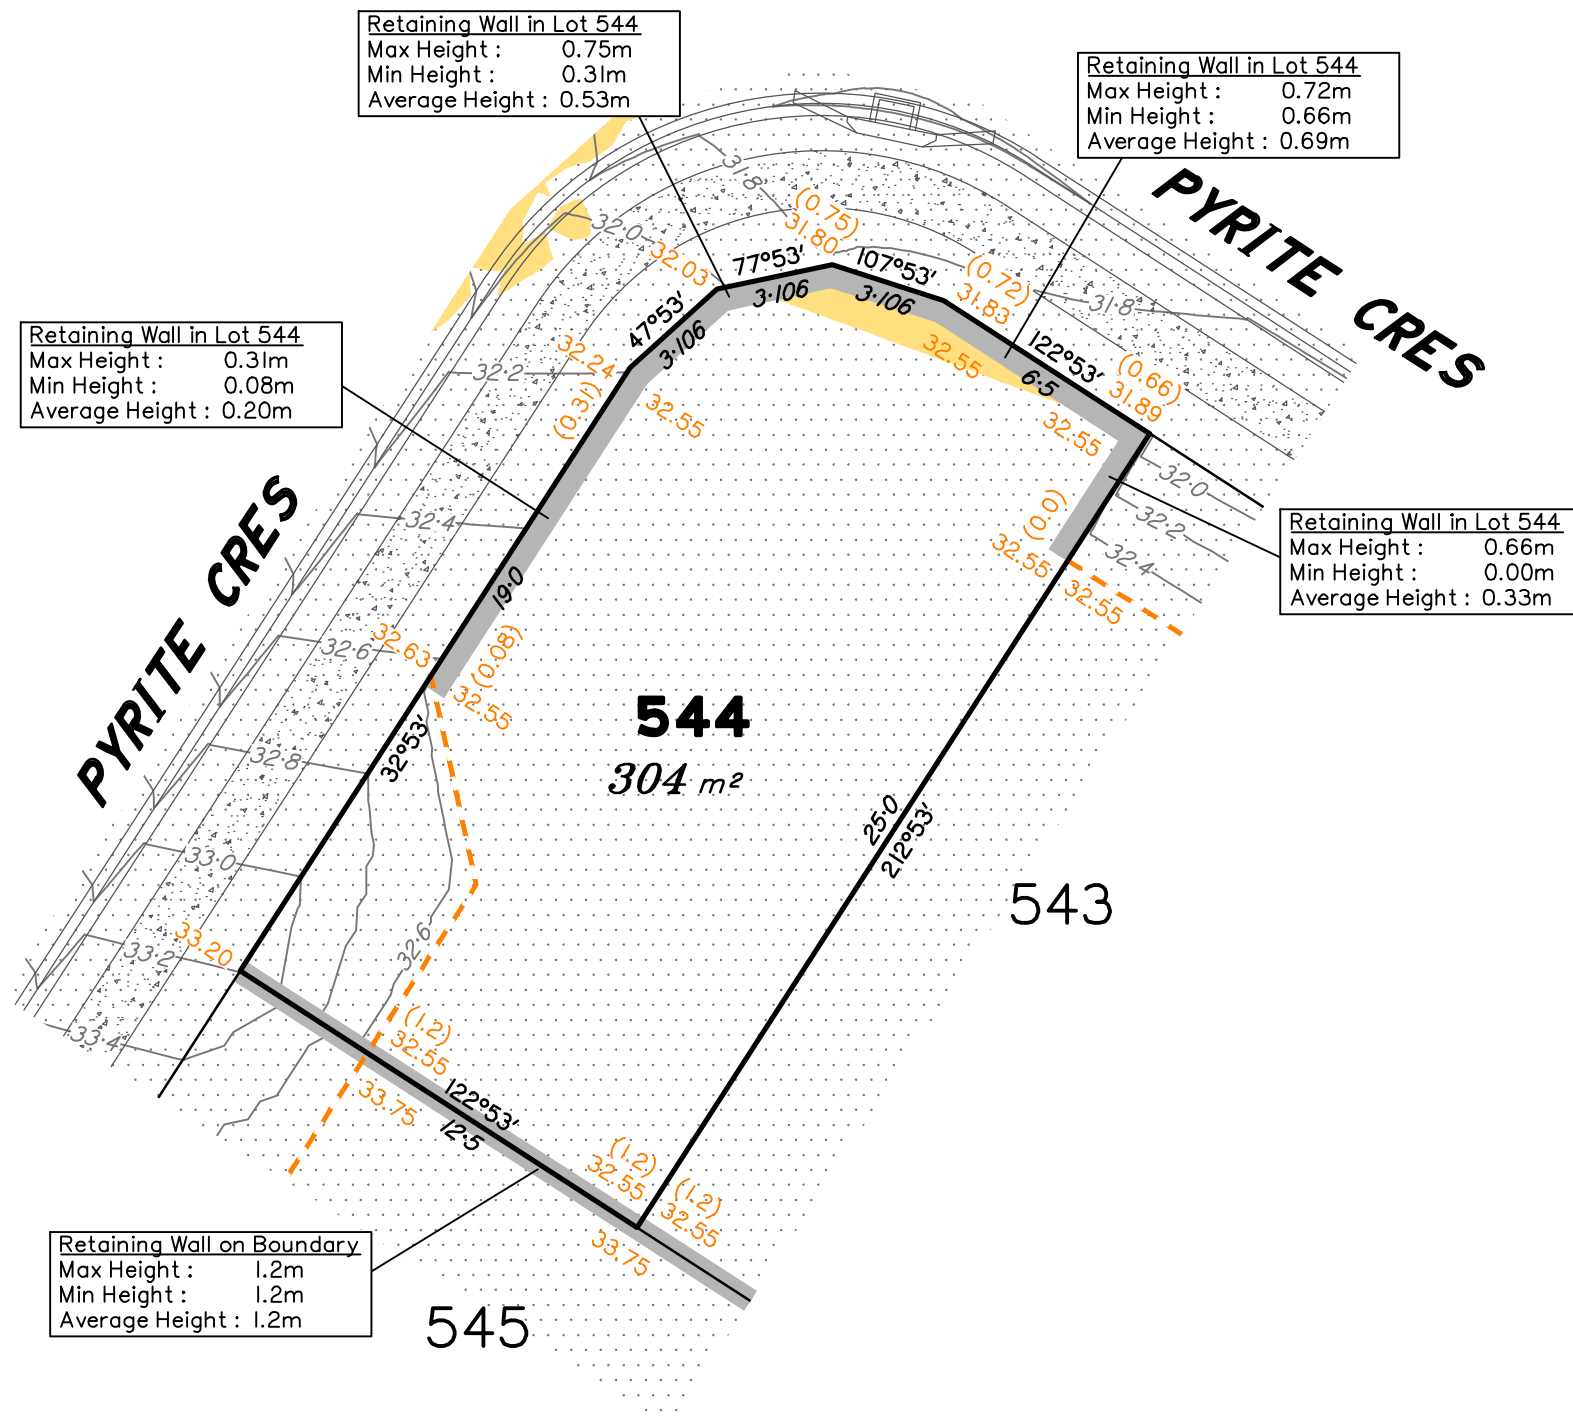 Retaining Wall in Lot 544
Max Height : 0.75m
Min Height : 0.31m
Average Height : 0.53m
Retaining Wall in Lot 544
Max Height : 0.72m
Min Height : 0.66m
Average Height : 0.69m
PYRITE CRES
31.8
(0.75)
31.80
32.0
32.03
77°53'
3.106
107°53'
3.106
(0.72)
31.83
31.8
47°53'
3.106
Retaining Wall in Lot 544
Max Height : 0.31m
Min Height : 0.08m
Average Height : 0.20m
32.24
(0.31)
32.2
32.55
32.55
122°53'
6.5
(0.66)
31.89
32.55
32.0
32.2
32.4
Retaining Wall in Lot 544
Max Height : 0.66m
Min Height : 0.00m
Average Height : 0.33m
(0.0)
32.55
32.55
PYRITE CRES
32.4
19.0
32.6
32.63
(0.08)
32.55
32°53'
32.8
544
304 m²
25.0
212°53'
543
33.0
33.20
33.2
32.6
33.4
(1.2)
32.55
33.75
122°53'
12.5
(1.2)
32.55
(1.2)
32.55
33.75
Retaining Wall on Boundary
Max Height : 1.2m
Min Height : 1.2m
Average Height : 1.2m
545